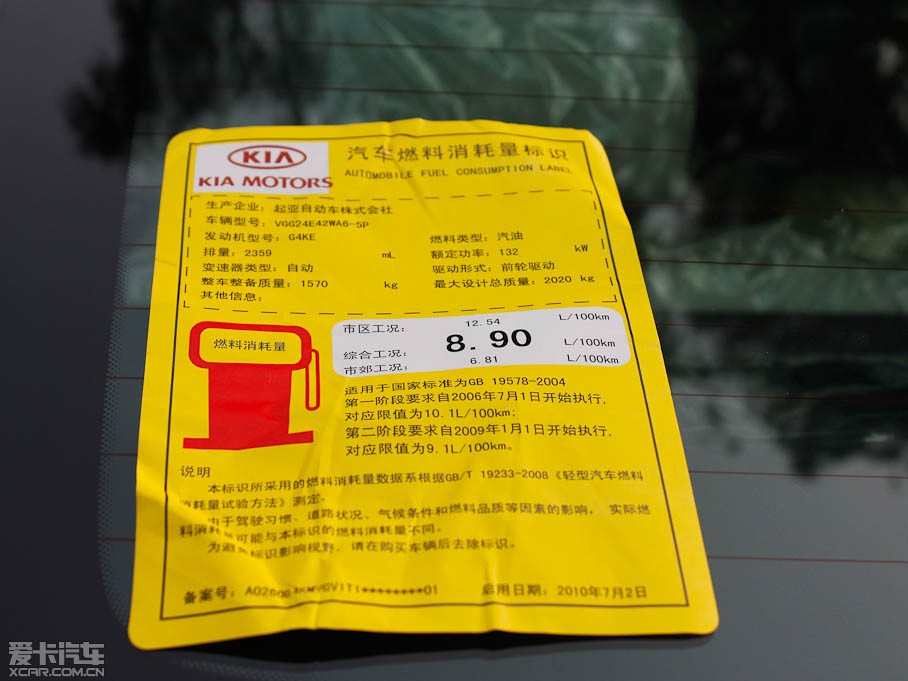 KIA
KIA MOTORS
汽车燃料消耗量标识
AUTOMOBILE FUEL CONSUMPTION LABEL
生产企业：起亚自动车株式会社
车辆型号：VGG24E42WA6-5P
发动机型号：G4KE 燃料类型：汽油
排量：2359 mL 额定功率：132 kW
变速器类型：自动 驱动形式：前轮驱动
整车整备质量：1570 kg 最大设计总质量：2020 kg
其他信息：
燃料消耗量
市区工况： 12.54 L/100km
综合工况： 8.90 L/100km
市郊工况： 6.81 L/100km
适用于国家标准为GB 19578-2004
第一阶段要求自2006年7月1日开始执行，
对应限值为10.1L/100km；
第二阶段要求自2009年1月1日开始执行，
对应限值为9.1L/100km。
说明
本标识所采用的燃料消耗量数据系根据GB/T 19233-2008《轻型汽车燃料
消耗量试验方法》测定。
由于驾驶习惯、道路状况、气候条件和燃料品质等因素的影响， 实际燃
料消耗量可能与本标识的燃料消耗量不同。
为避免标识影响视野，请在购买车辆后去除标识。
备案号： 启用日期：2010年7月2日
爱卡汽车
XCAR.COM.CN